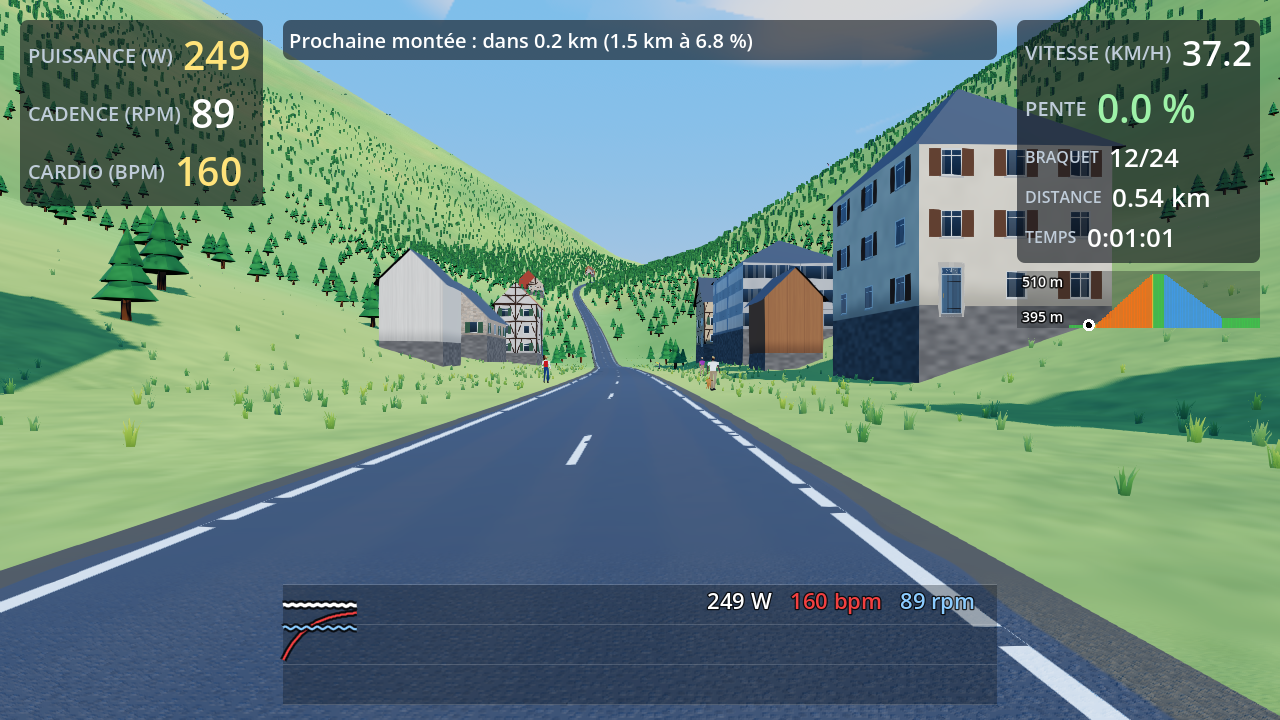 PUISSANCE (W) 249
CADENCE (RPM) 89
CARDIO (BPM) 160
Prochaine montée : dans 0.2 km (1.5 km à 6.8 %)
VITESSE (KM/H) 37.2
PENTE 0.0 %
BRAQUET 12/24
DISTANCE 0.54 km
TEMPS 0:01:01
510 m
395 m
249 W 160 bpm 89 rpm